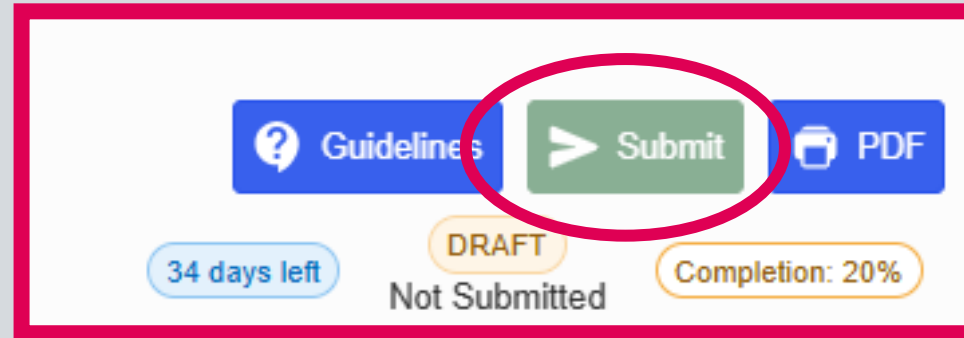 Guidelines
Submit
PDF
34 days left
DRAFT
Not Submitted
Completion: 20%